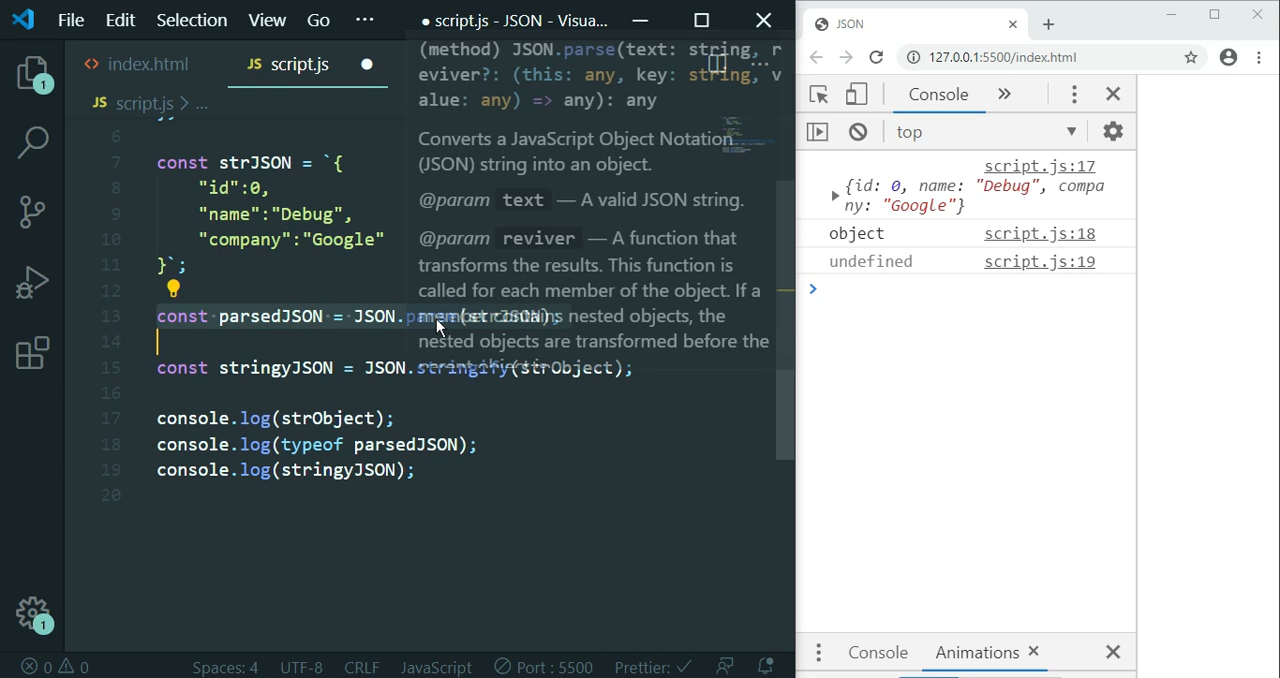 File Edit Selection View Go ··· ● script.js - JSON - Visua...
<> index.html JS script.js ●
JS script.js > ...
6
7 const strJSON = `{
8 "id":0,
9 "name":"Debug",
10 "company":"Google"
11 }`;
12
13 const parsedJSON = JSON.parse(strJSON);
14
15 const stringyJSON = JSON.stringify(strObject);
16
17 console.log(strObject);
18 console.log(typeof parsedJSON);
19 console.log(stringyJSON);
20
(method) JSON.parse(text: string, r
eviver?: (this: any, key: string, v
alue: any) => any): any
Converts a JavaScript Object Notation
(JSON) string into an object.
@param text — A valid JSON string.
@param reviver — A function that
transforms the results. This function is
called for each member of the object. If a
member contains nested objects, the
nested objects are transformed before the
1
1
0 0 Spaces: 4 UTF-8 CRLF JavaScript Port : 5500 Prettier: ✓
JSON
127.0.0.1:5500/index.html
Console »
top
script.js:17
{id: 0, name: "Debug", compa
ny: "Google"}
object script.js:18
undefined script.js:19
Console Animations